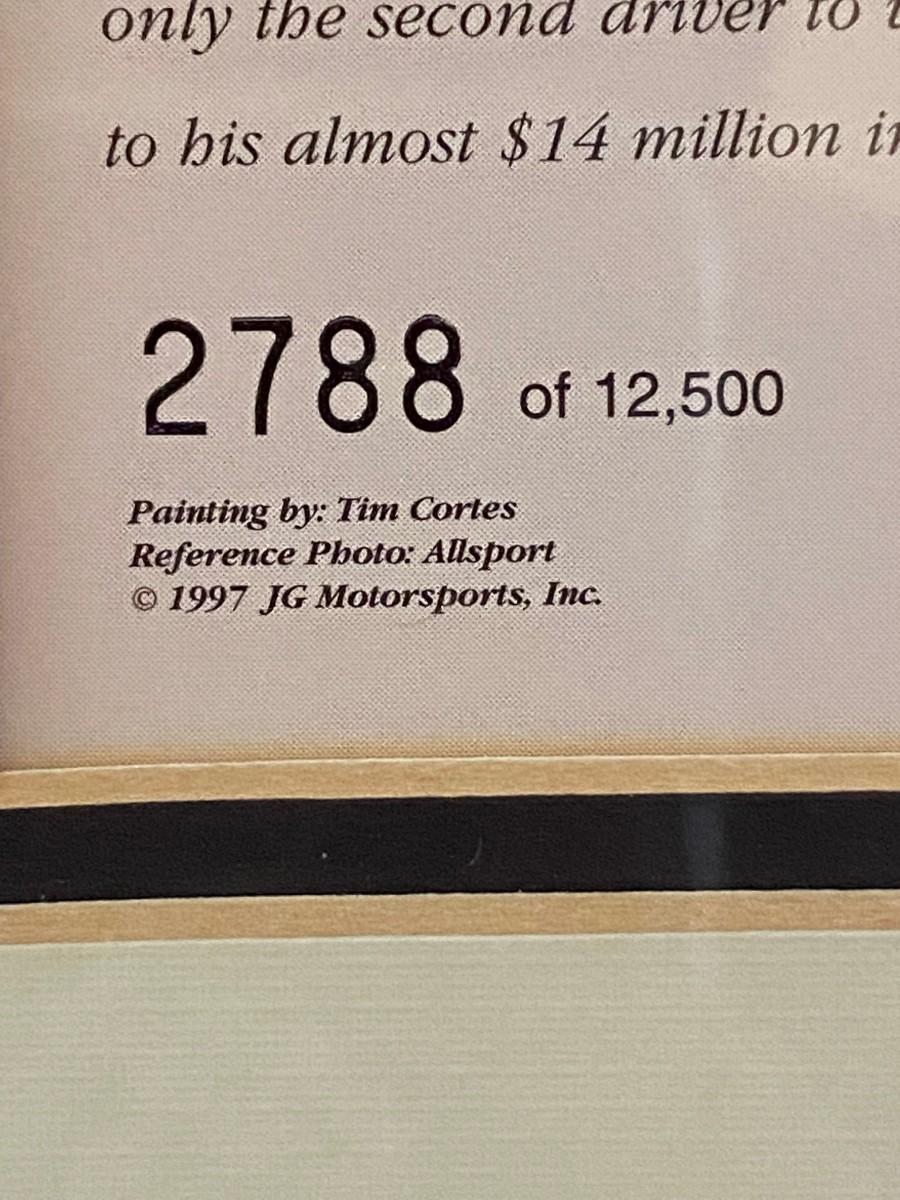 only the second driver to
to his almost $14 million
2788 of 12,500
Painting by: Tim Cortes
Reference Photo: Allsport
© 1997 JG Motorsports, Inc.